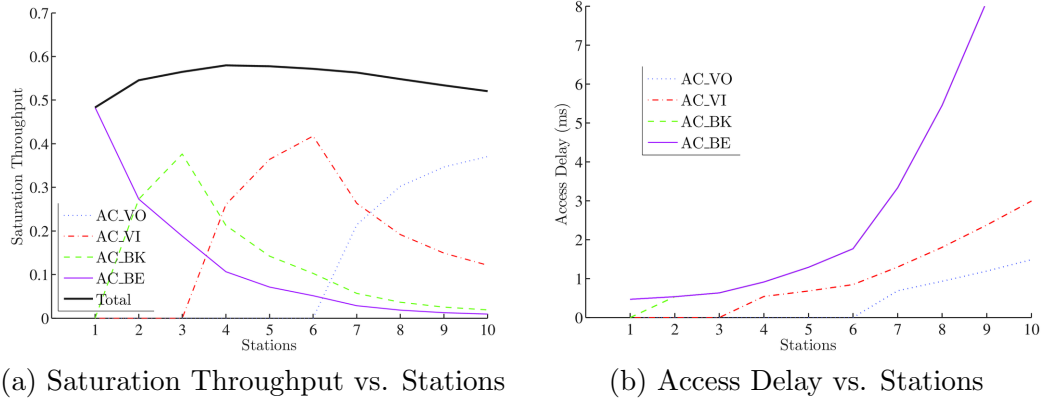 0.7
0.6
0.5
0.4
0.3
0.2
0.1
0
Saturation Throughput
AC_VO
AC_VI
AC_BK
AC_BE
Total
1 2 3 4 5 6 7 8 9 10
Stations
(a) Saturation Throughput vs. Stations
8
7
6
5
4
3
2
1
0
Access Delay (ms)
AC_VO
AC_VI
AC_BK
AC_BE
1 2 3 4 5 6 7 8 9 10
Stations
(b) Access Delay vs. Stations